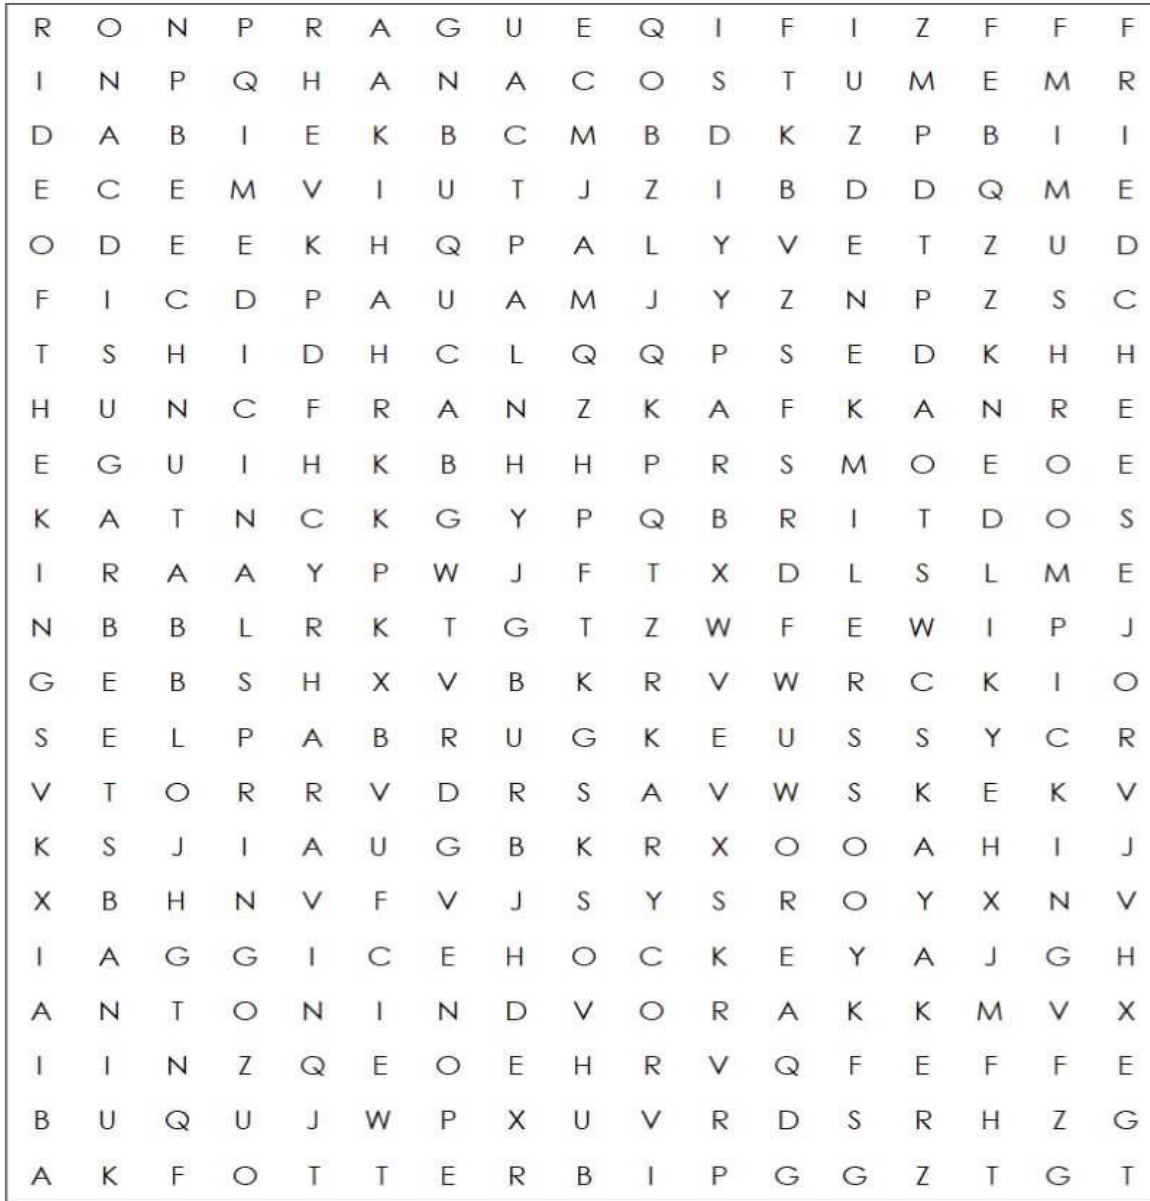 R O N P R A G U E Q I F I Z F F F
I N P Q H A N A C O S T U M E M R
D A B I E K B C M B D K Z P B I I
E C E M V I U T J Z I B D D Q M E
O D E E K H Q P A L Y V E T Z U D
F I C D P A U A M J Y Z N P Z S C
T S H I D H C L Q Q P S E D K H H
H U N C F R A N Z K A F K A N R E
E G U I H K B H H P R S M O E O E
K A T N C K G Y P Q B R I T D O S
I R A A Y P W J F T X D L S L M E
N B B L R K T G T Z W F E W I P J
G E B S H X V B K R V W R C K I O
S E L P A B R U G K E U S S Y C R
V T O R R V D R S A V W S K E K V
K S J I A U G B K R X O O A H I J
X B H N V F V J S Y S R O Y X N V
I A G G I C E H O C K E Y A J G H
A N T O N I N D V O R A K K M V X
I I N Z Q E O E H R V Q F E F F E
B U Q U J W P X U V R D S R H Z G
A K F O T T E R B I P G G Z T G T